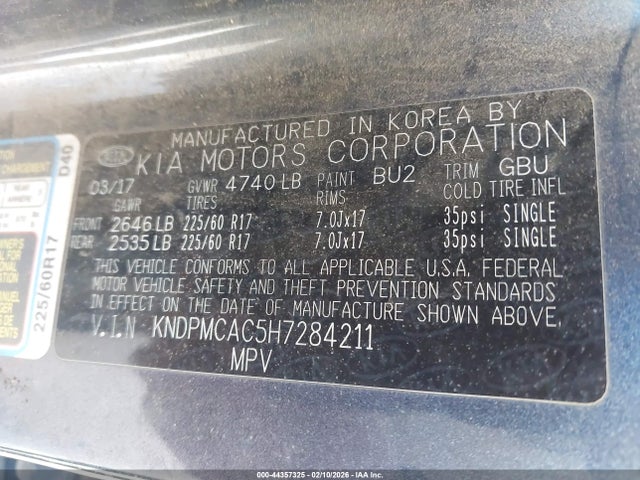 MANUFACTURED IN KOREA BY
KIA KIA MOTORS CORPORATION
03/17 GVWR 4740 LB PAINT BU2 TRIM GBU
GAWR TIRES RIMS COLD TIRE INFL
FRONT 2646 LB 225/60 R17 7.0Jx17 35psi SINGLE
REAR 2535 LB 225/60 R17 7.0Jx17 35psi SINGLE
THIS VEHICLE CONFORMS TO ALL APPLICABLE U.S.A. FEDERAL
MOTOR VEHICLE SAFETY AND THEFT PREVENTION STANDARDS
IN EFFECT ON THE DATE OF MANUFACTURE SHOWN ABOVE.
V.I.N KNDPMCAC5H7284211
MPV
D40
225/60R17
REAR
000-44357325 - 02/10/2026 - IAA Inc.